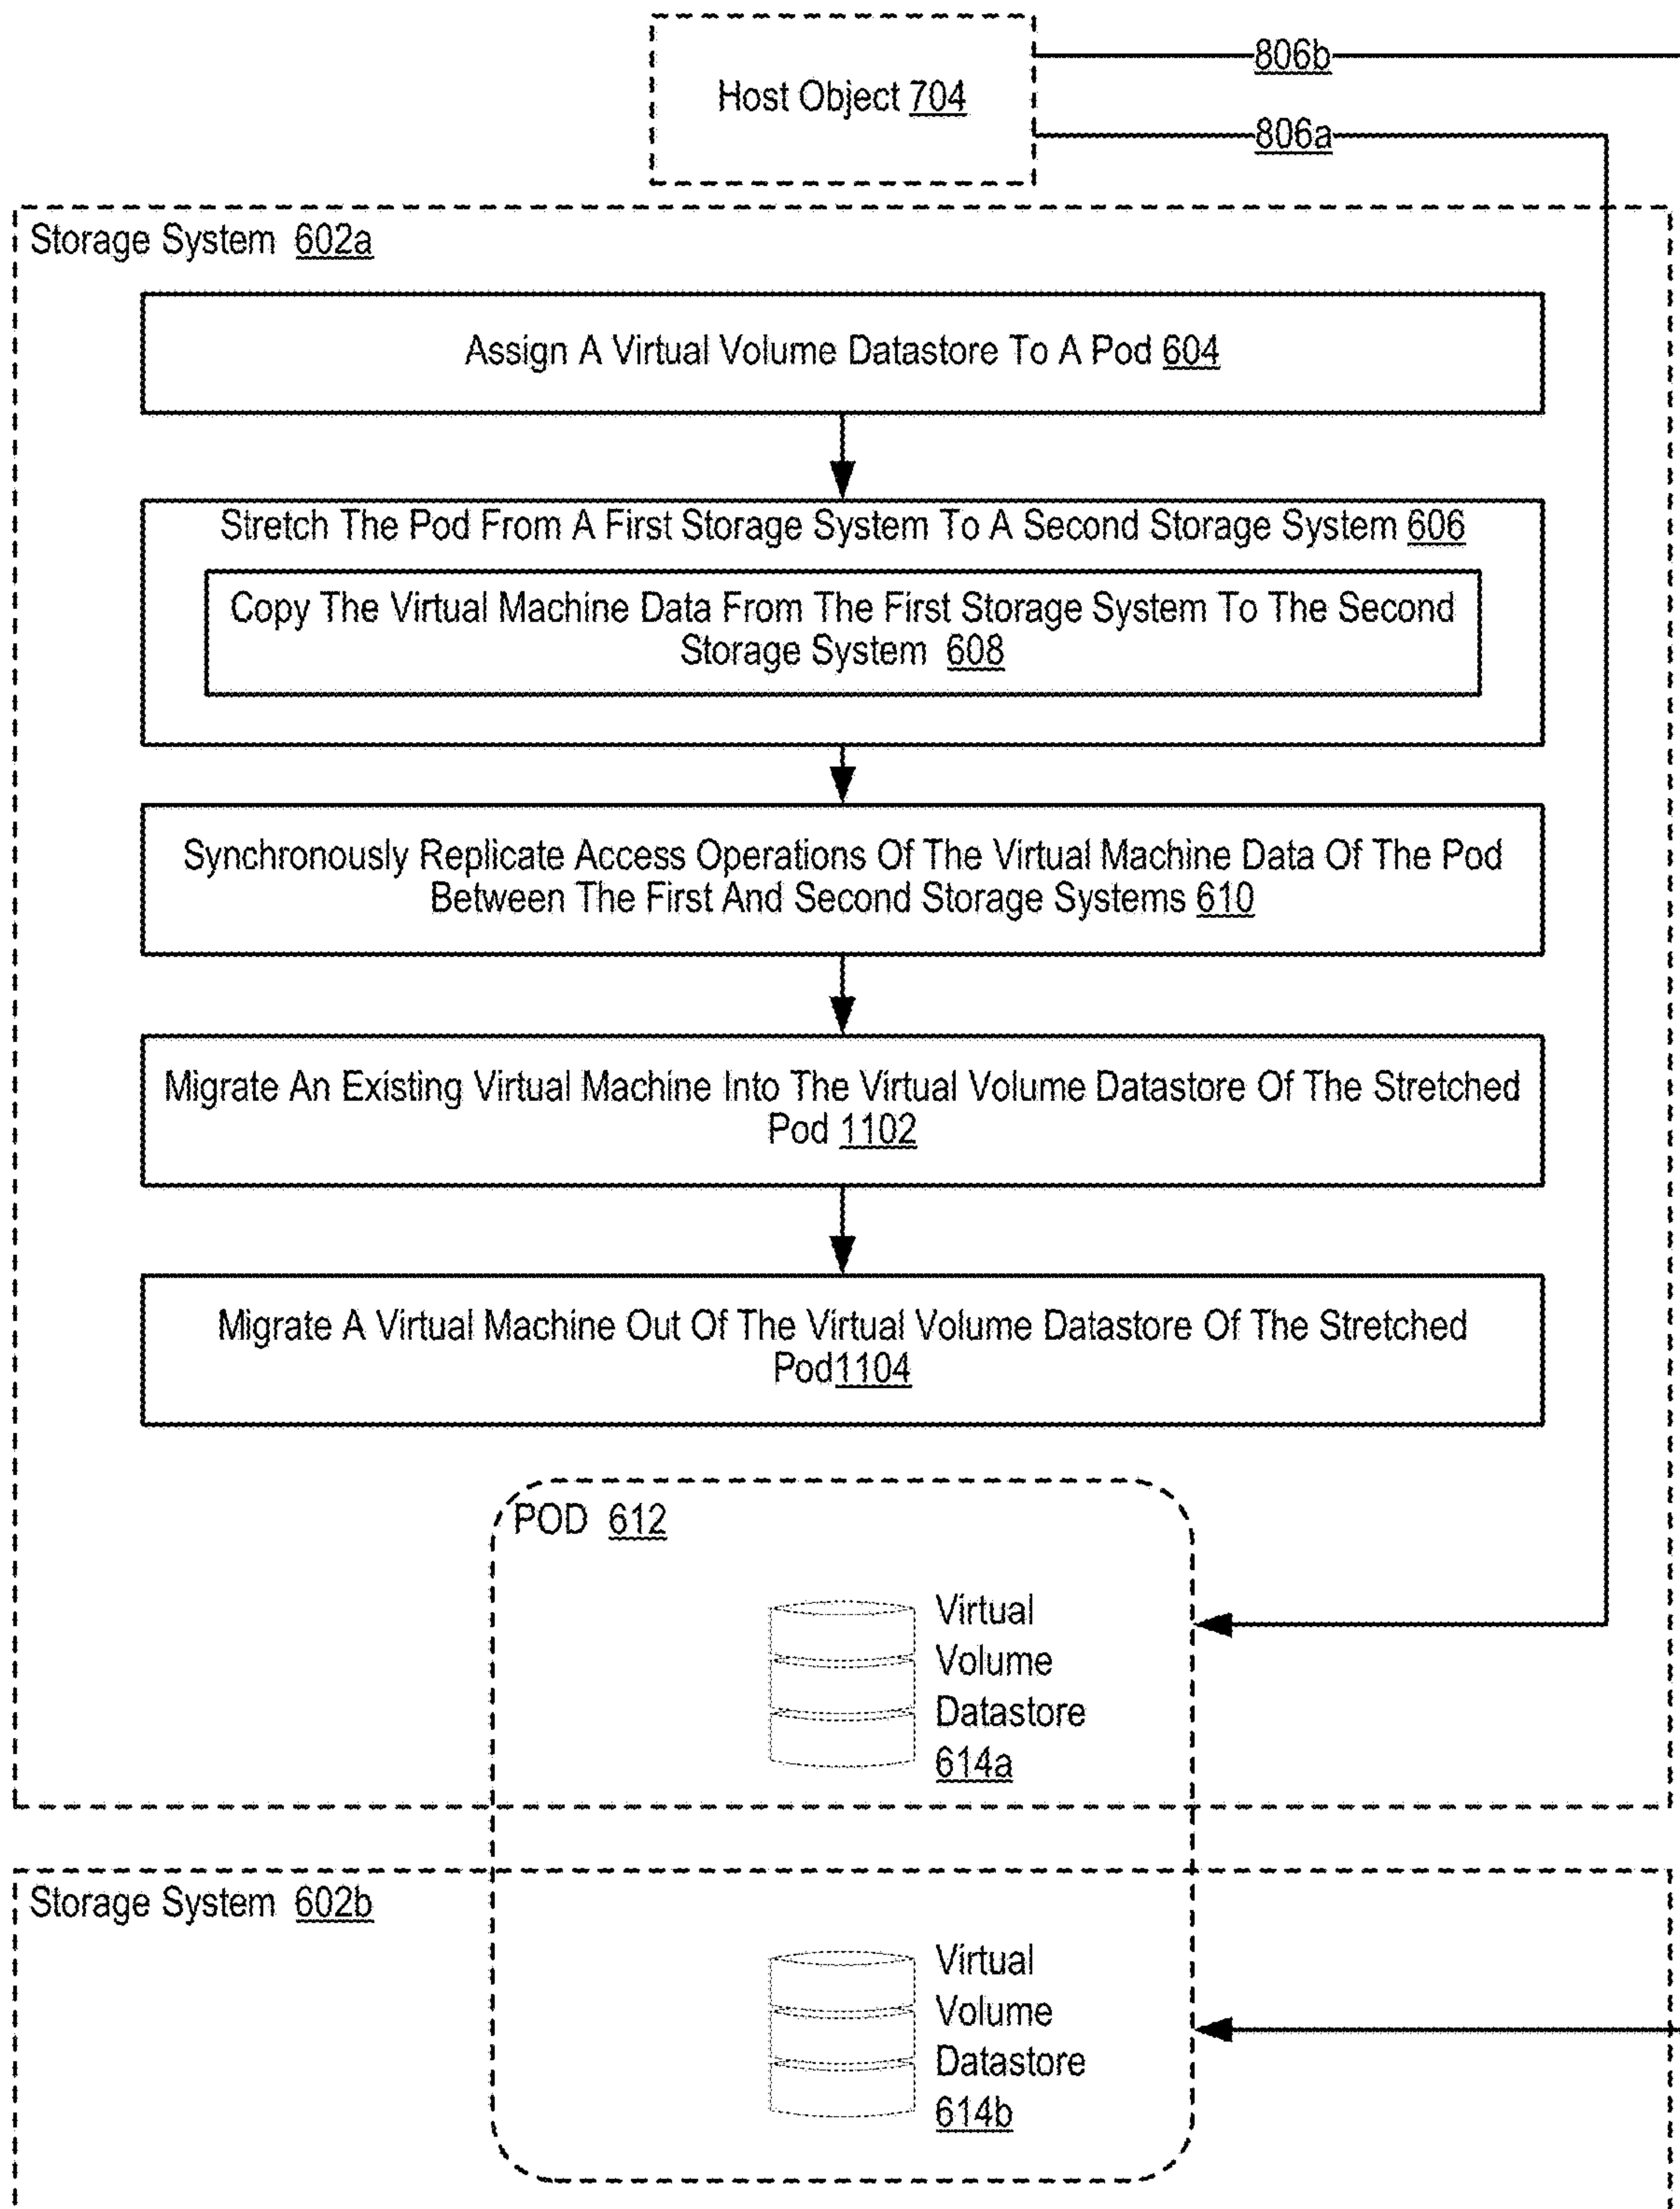 806b
Host Object 704
806a
Storage System 602a
Assign A Virtual Volume Datastore To A Pod 604
Stretch The Pod From A First Storage System To A Second Storage System 606
Copy The Virtual Machine Data From The First Storage System To The Second
Storage System 608
Synchronously Replicate Access Operations Of The Virtual Machine Data Of The Pod
Between The First And Second Storage Systems 610
Migrate An Existing Virtual Machine Into The Virtual Volume Datastore Of The Stretched
Pod 1102
Migrate A Virtual Machine Out Of The Virtual Volume Datastore Of The Stretched
Pod1104
POD 612
Virtual
Volume
Datastore
614a
Storage System 602b
Virtual
Volume
Datastore
614b